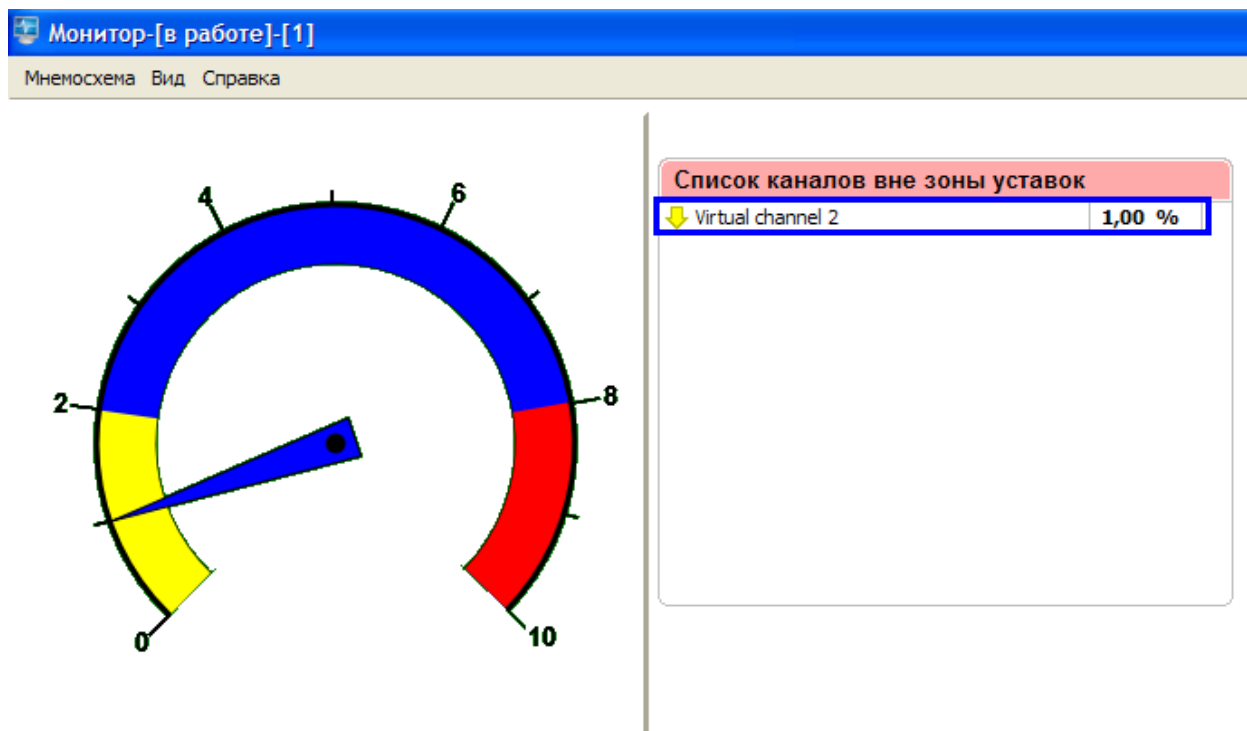 Монитор-[в работе]-[1]
Мнемосхема Вид Справка
4
6
2
8
0
10
Список каналов вне зоны уставок
Virtual channel 2 1,00 %